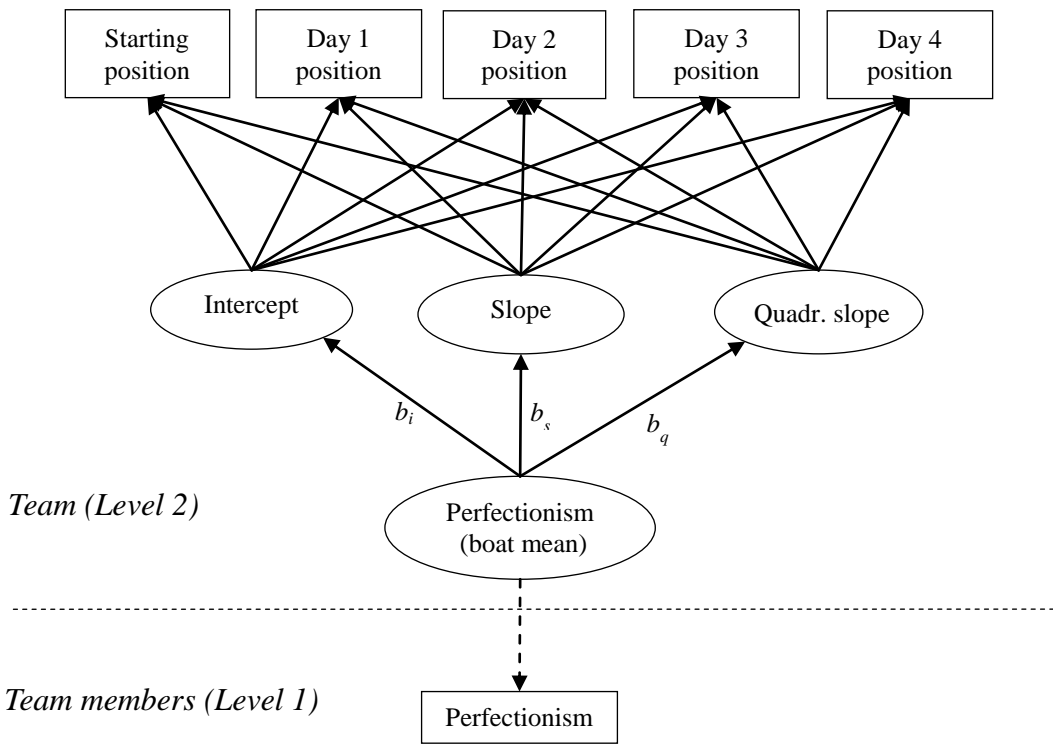 Starting
position
Day 1
position
Day 2
position
Day 3
position
Day 4
position
Intercept
Slope
Quadr. slope
b_i
b_s
b_q
Team (Level 2)
Perfectionism
(boat mean)
Team members (Level 1)
Perfectionism